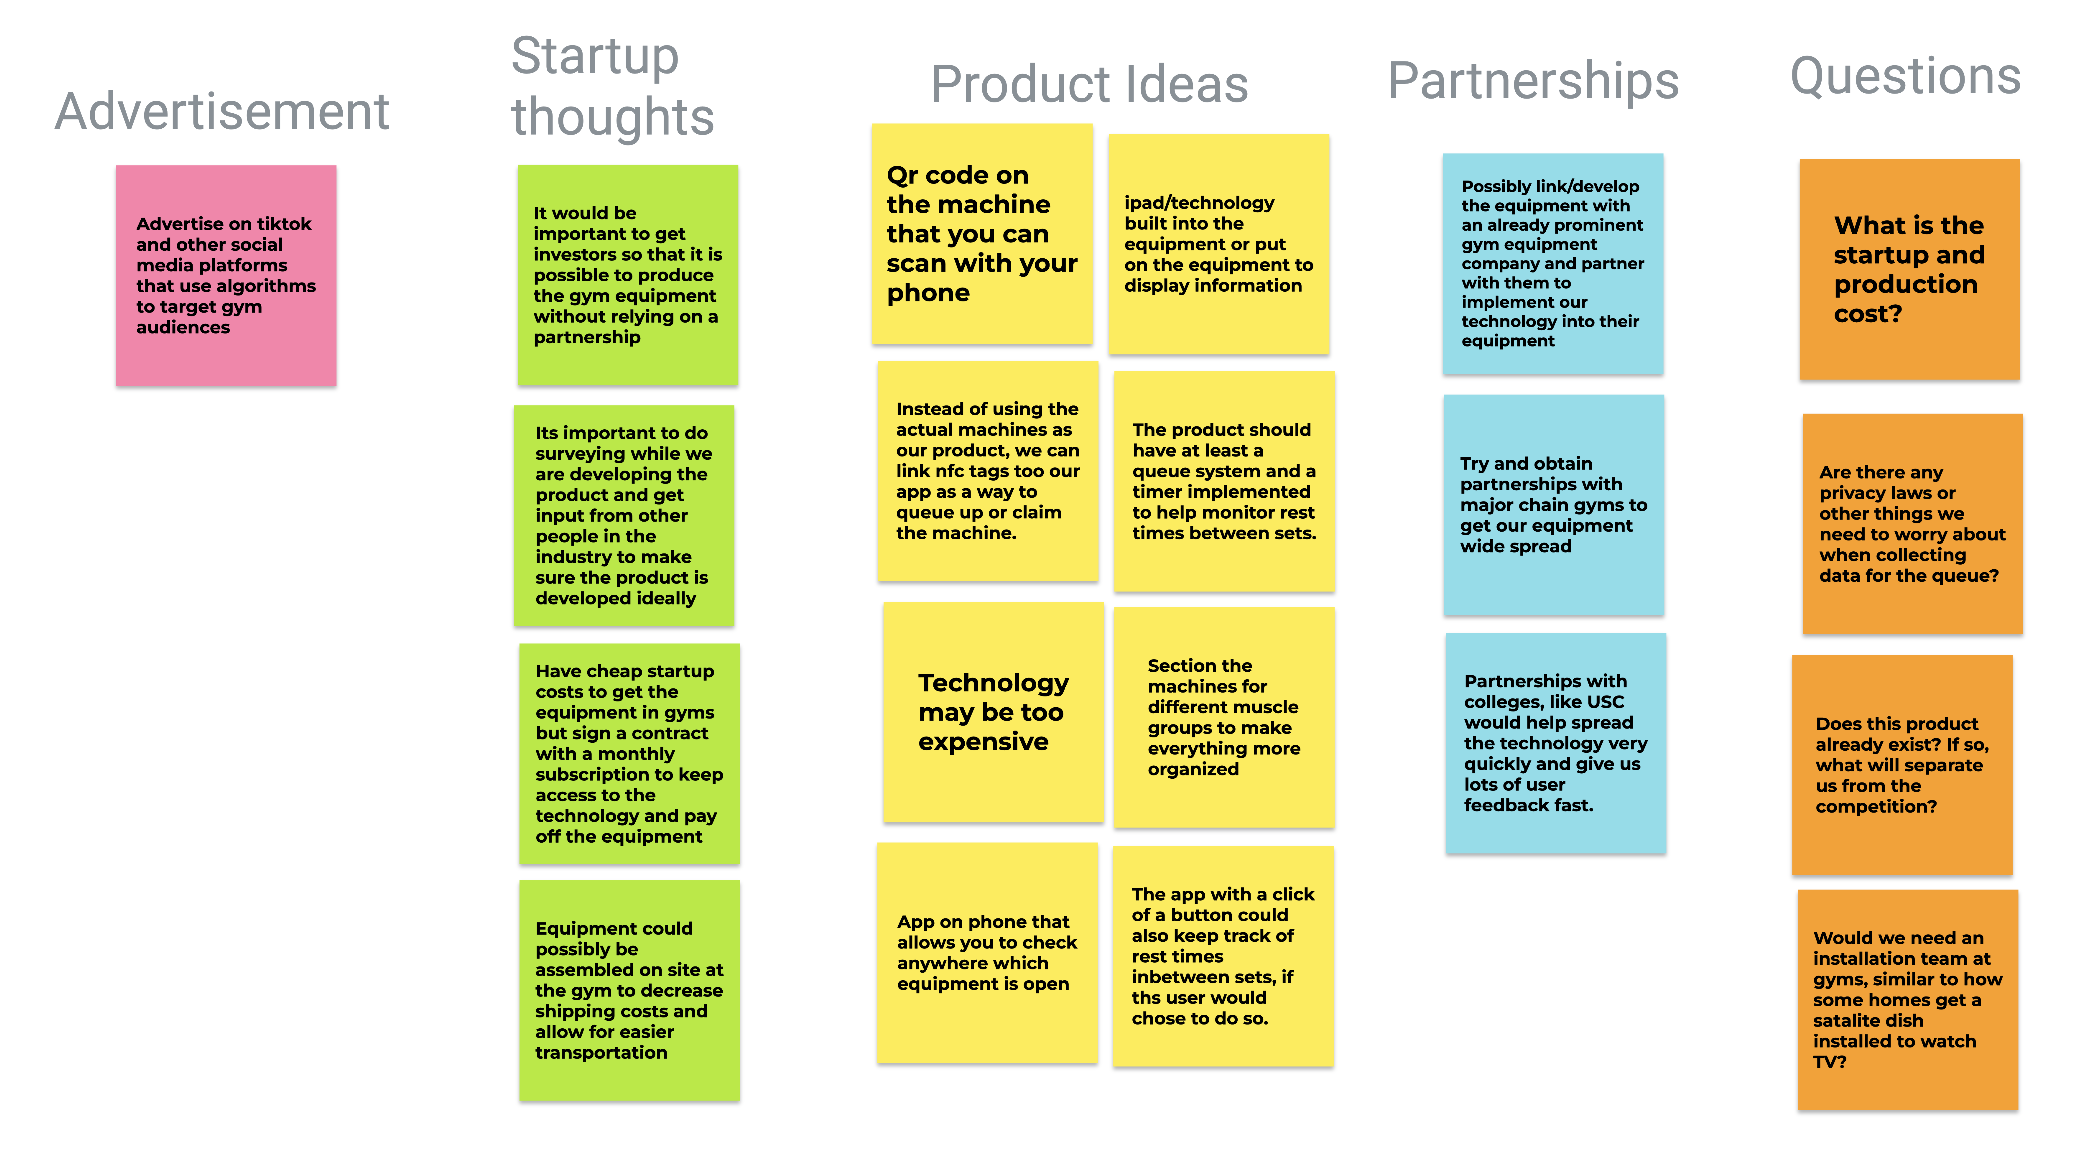 Advertisement
Advertise on tiktok
and other social
media platforms
that use algorithms
to target gym
audiences
Startup
thoughts
It would be
important to get
investors so that it is
possible to produce
the gym equipment
without relying on a
partnership
Its important to do
surveying while we
are developing the
product and get
input from other
people in the
industry to make
sure the product is
developed ideally
Have cheap startup
costs to get the
equipment in gyms
but sign a contract
with a monthly
subscription to keep
access to the
technology and pay
off the equipment
Equipment could
possibly be
assembled on site at
the gym to decrease
shipping costs and
allow for easier
transportation
Product Ideas
Qr code on
the machine
that you can
scan with your
phone
ipad/technology
built into the
equipment or put
on the equipment to
display information
Instead of using the
actual machines as
our product, we can
link nfc tags too our
app as a way to
queue up or claim
the machine.
The product should
have at least a
queue system and a
timer implemented
to help monitor rest
times between sets.
Technology
may be too
expensive
Section the
machines for
different muscle
groups to make
everything more
organized
App on phone that
allows you to check
anywhere which
equipment is open
The app with a click
of a button could
also keep track of
rest times
inbetween sets, if
ths user would
chose to do so.
Partnerships
Possibly link/develop
the equipment with
an already prominent
gym equipment
company and partner
with them to
implement our
technology into their
equipment
Try and obtain
partnerships with
major chain gyms to
get our equipment
wide spread
Partnerships with
colleges, like USC
would help spread
the technology very
quickly and give us
lots of user
feedback fast.
Questions
What is the
startup and
production
cost?
Are there any
privacy laws or
other things we
need to worry about
when collecting
data for the queue?
Does this product
already exist? If so,
what will separate
us from the
competition?
Would we need an
installation team at
gyms, similar to how
some homes get a
satalite dish
installed to watch
TV?